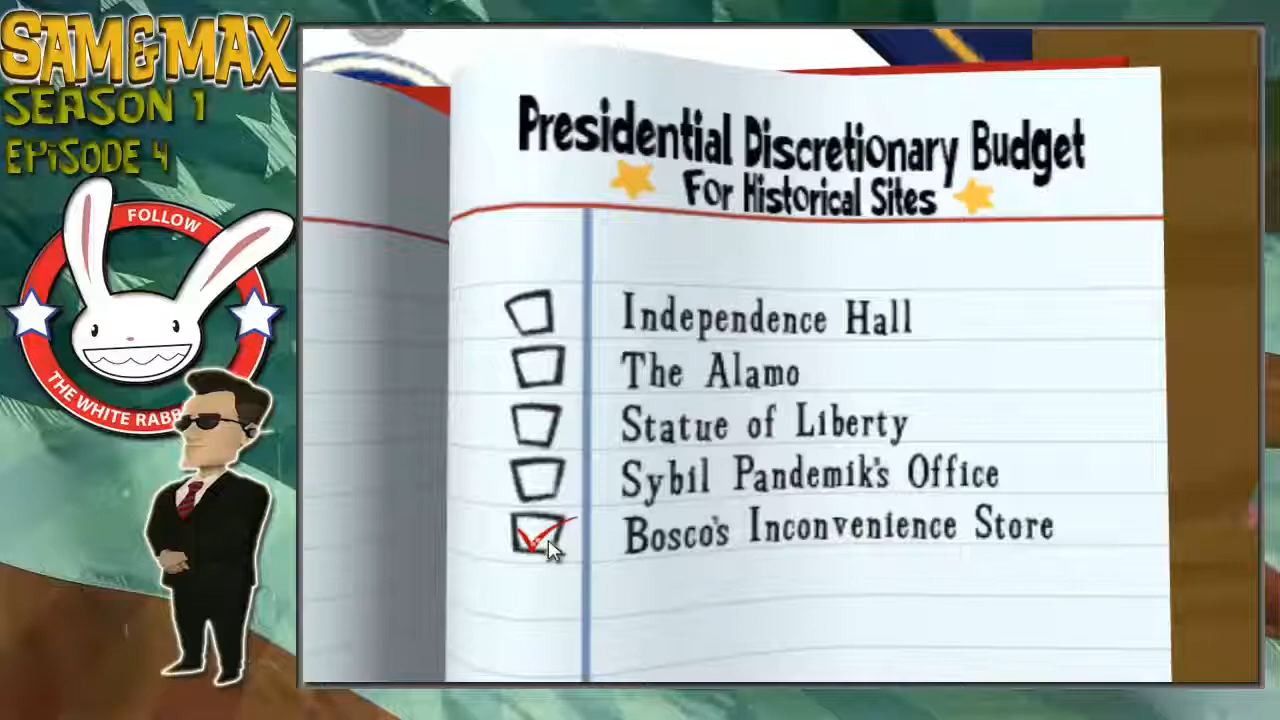 SAM&MAX
SEASON 1
EPISODE 4
FOLLOW
THE WHITE RABB
Presidential Discretionary Budget
For Historical Sites
Independence Hall
The Alamo
Statue of Liberty
Sybil Pandemik's Office
Bosco's Inconvenience Store